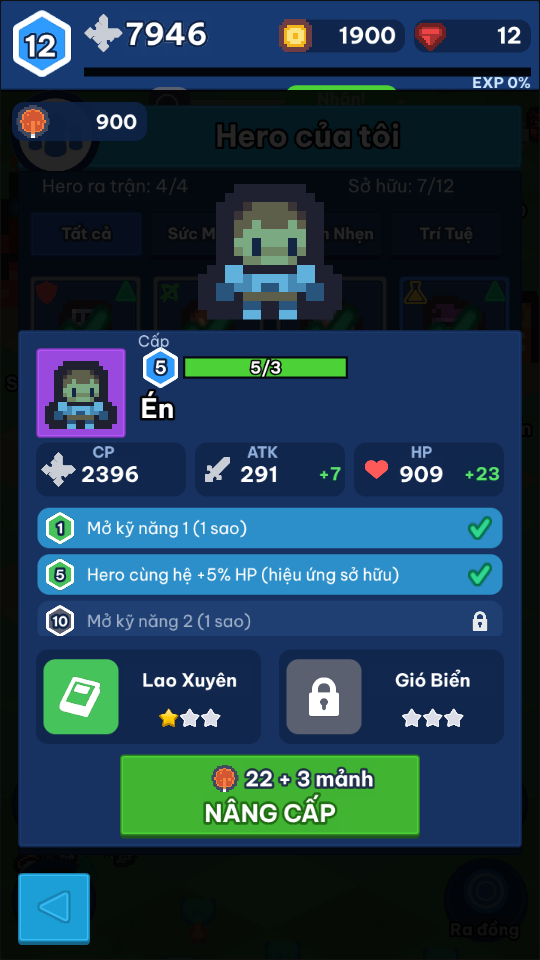 12
7946
1900
12
EXP 0%
900
Hero của tôi
Hero ra trận: 4/4
Sở hữu: 7/12
Tất cả
Nhẹn
Trí Tuệ
Cấp
5
5/3
Én
CP
2396
ATK
291
+7
HP
909
+23
1
Mở kỹ năng 1 (1 sao)
5
Hero cùng hệ +5% HP (hiệu ứng sở hữu)
10
Mở kỹ năng 2 (1 sao)
Lao Xuyên
Gió Biển
22 + 3 mảnh
NÂNG CẤP
Ra đồng